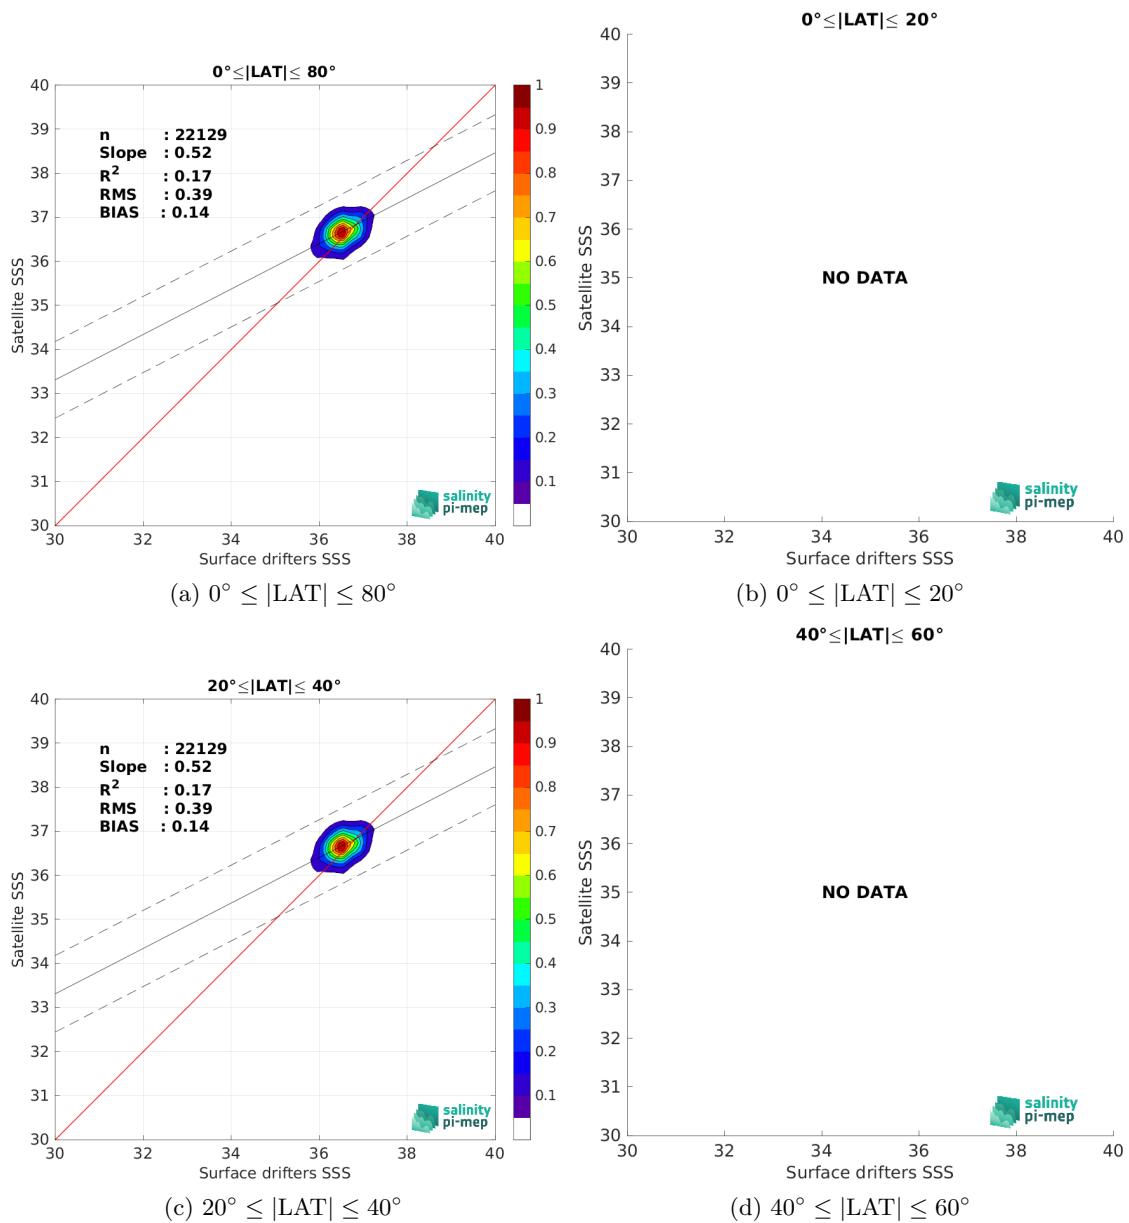 0°≤|LAT|≤ 80°
40
39
38
37
36
35
34
33
32
31
30
Satellite SSS
n : 22129
Slope : 0.52
R² : 0.17
RMS : 0.39
BIAS : 0.14
salinity
pi-mep
30 32 34 36 38 40
Surface drifters SSS
1
0.9
0.8
0.7
0.6
0.5
0.4
0.3
0.2
0.1
(a) 0° ≤ |LAT| ≤ 80°
0°≤|LAT|≤ 20°
40
39
38
37
36
35
34
33
32
31
30
Satellite SSS
NO DATA
salinity
pi-mep
30 32 34 36 38 40
Surface drifters SSS
(b) 0° ≤ |LAT| ≤ 20°
20°≤|LAT|≤ 40°
40
39
38
37
36
35
34
33
32
31
30
Satellite SSS
n : 22129
Slope : 0.52
R² : 0.17
RMS : 0.39
BIAS : 0.14
salinity
pi-mep
30 32 34 36 38 40
Surface drifters SSS
1
0.9
0.8
0.7
0.6
0.5
0.4
0.3
0.2
0.1
(c) 20° ≤ |LAT| ≤ 40°
40°≤|LAT|≤ 60°
40
39
38
37
36
35
34
33
32
31
30
Satellite SSS
NO DATA
salinity
pi-mep
30 32 34 36 38 40
Surface drifters SSS
(d) 40° ≤ |LAT| ≤ 60°